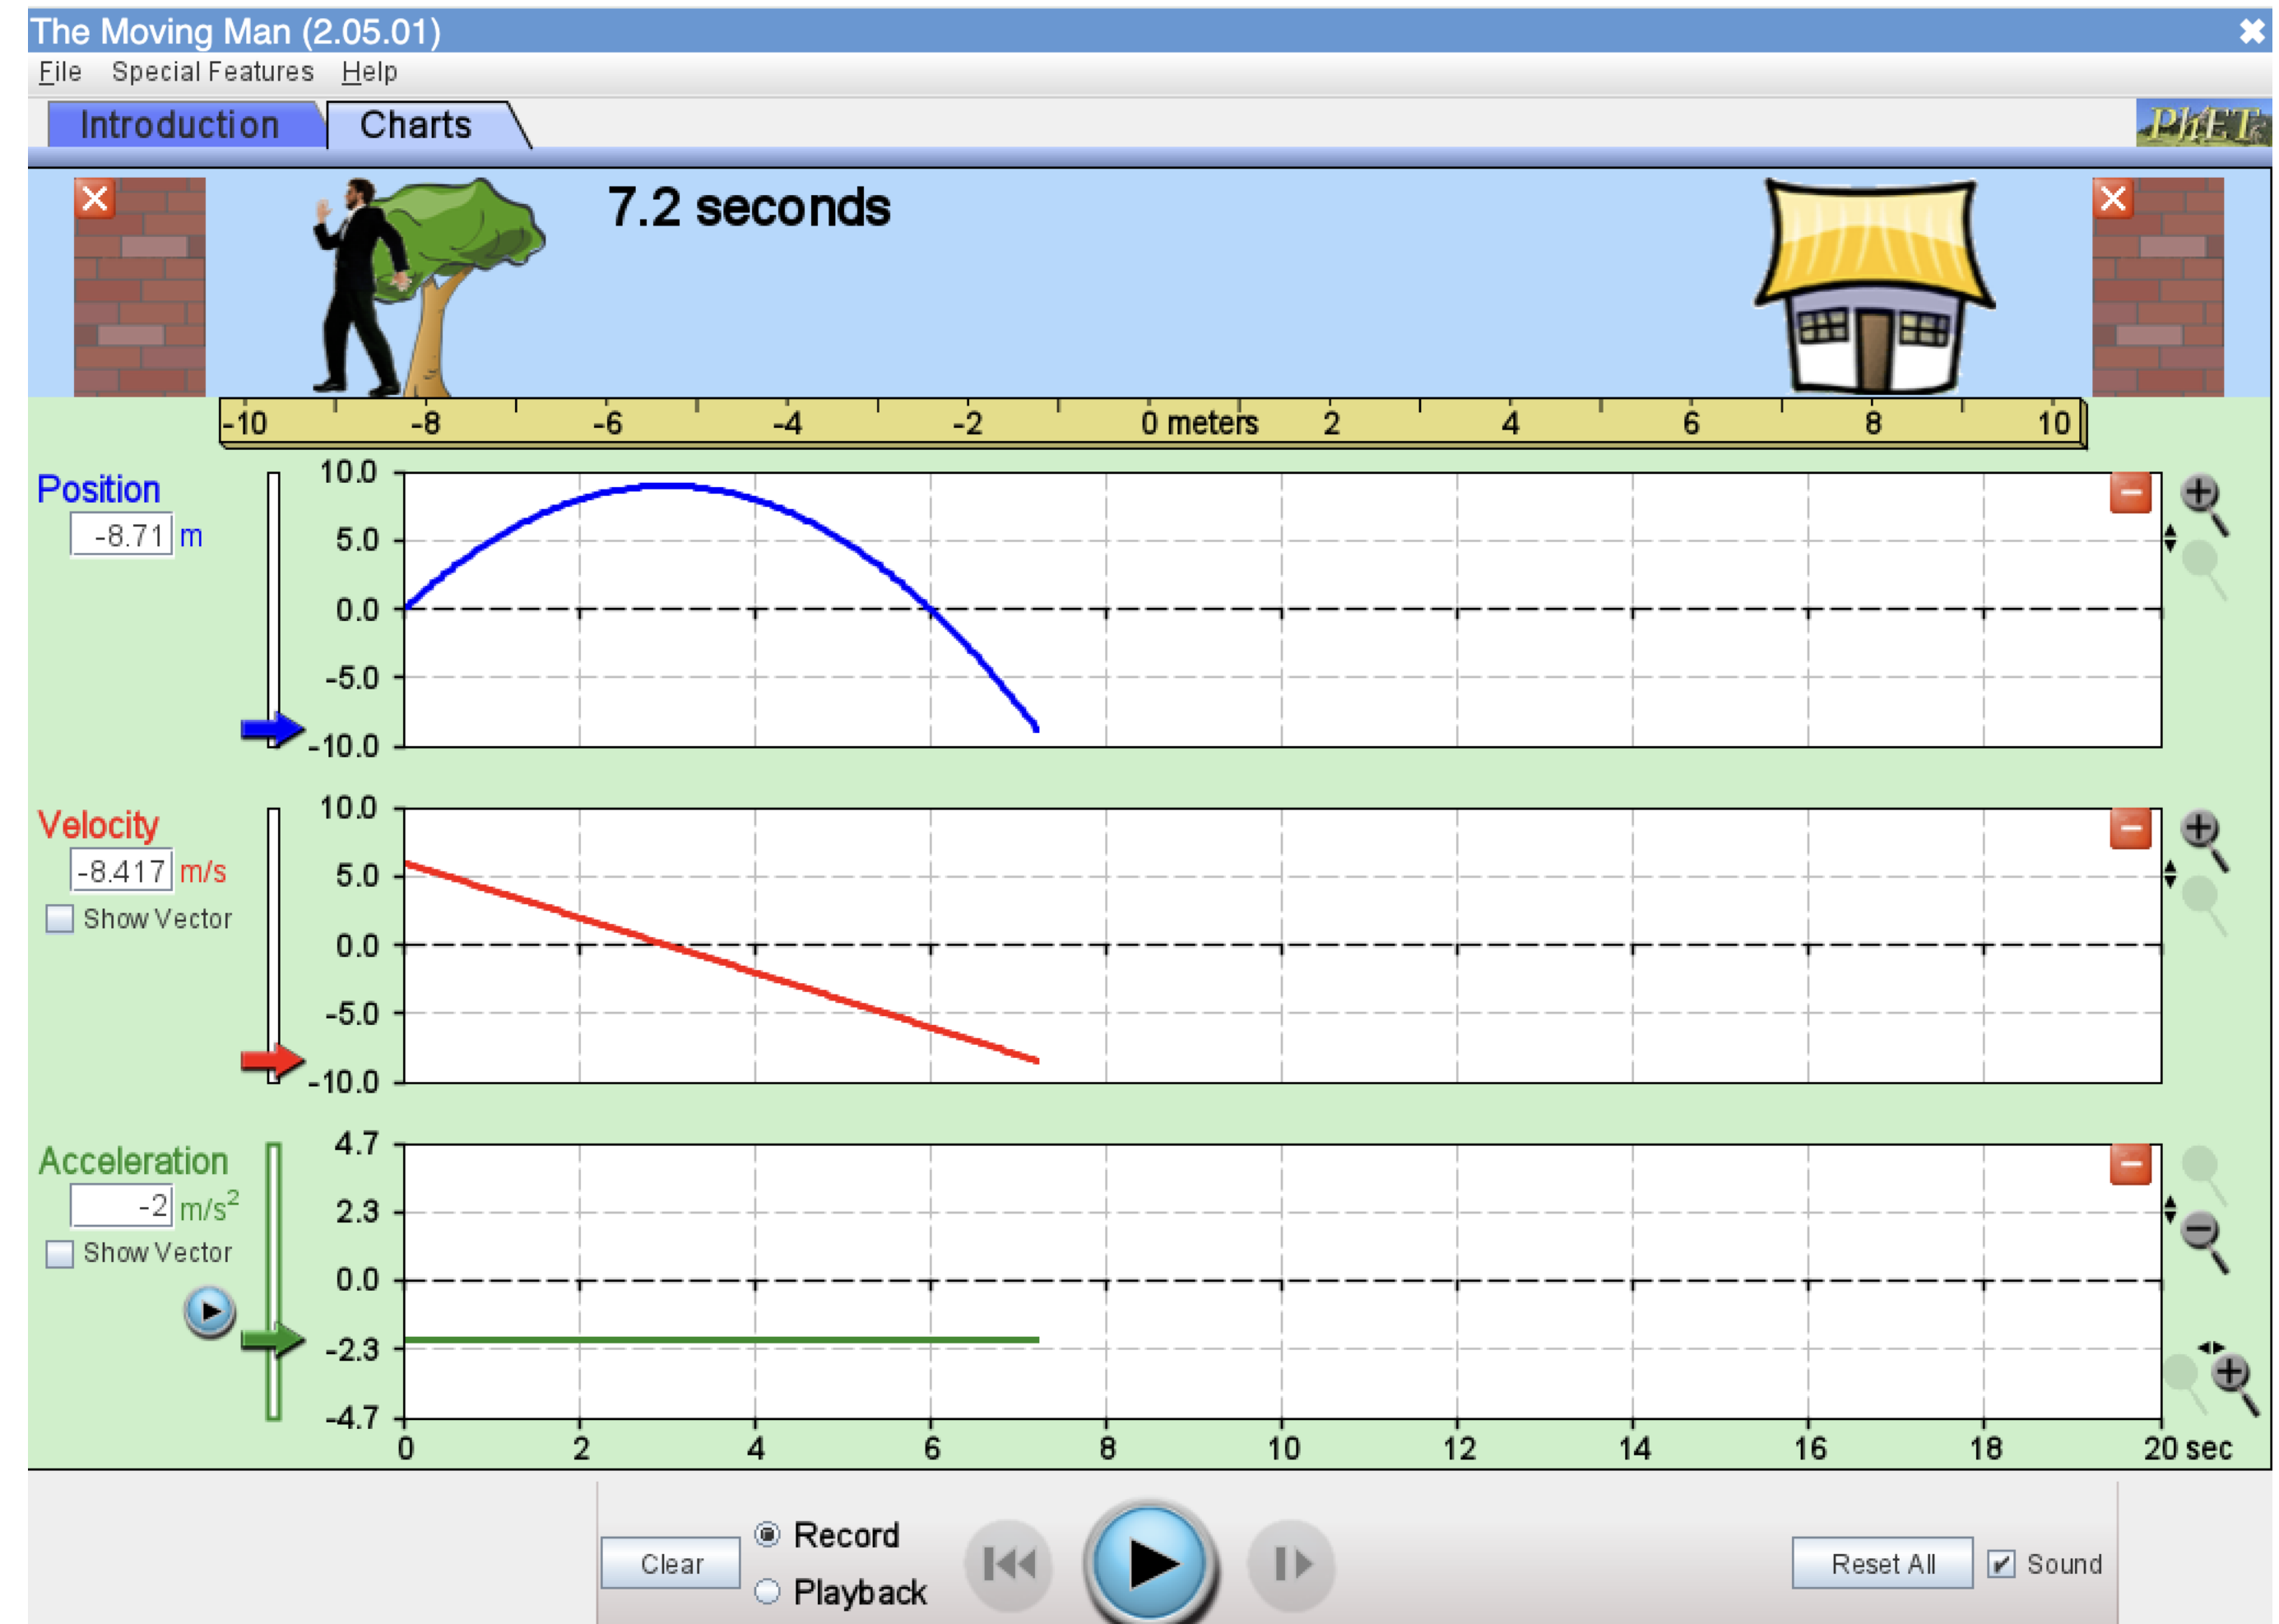 The Moving Man (2.05.01)
File Special Features Help
Introduction Charts
PhET
7.2 seconds
-10 -8 -6 -4 -2 0 meters 2 4 6 8 10
Position
-8.71 m
10.0
5.0
0.0
-5.0
-10.0
Velocity
-8.417 m/s
Show Vector
10.0
5.0
0.0
-5.0
-10.0
Acceleration
-2 m/s²
Show Vector
4.7
2.3
0.0
-2.3
-4.7
0 2 4 6 8 10 12 14 16 18 20 sec
Clear
Record
Playback
Reset All
Sound